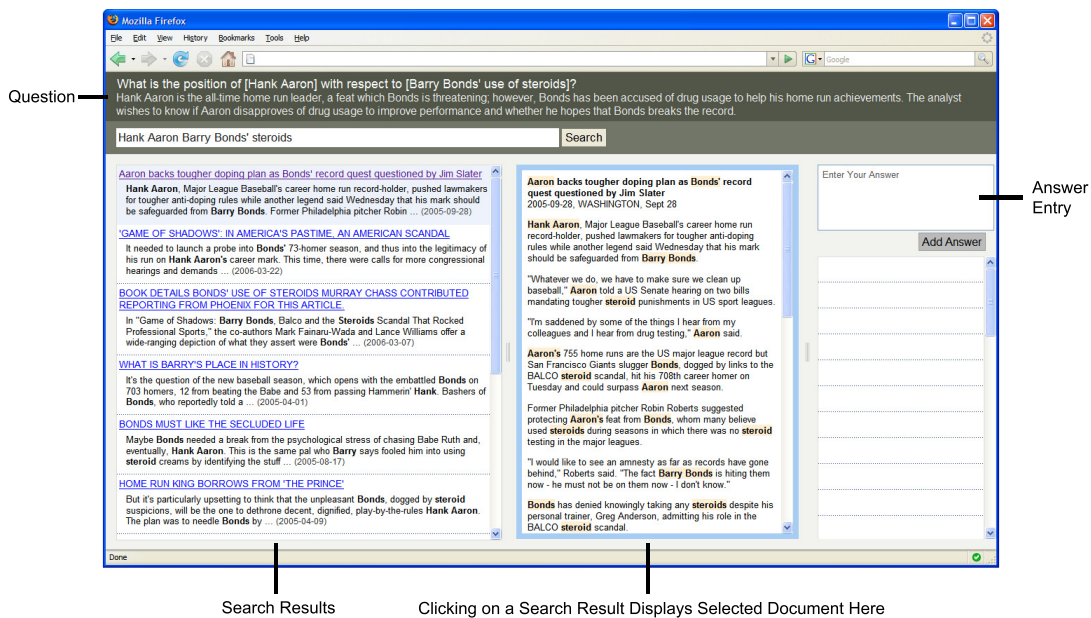 Mozilla Firefox
File Edit View History Bookmarks Tools Help
G Google
Question
What is the position of [Hank Aaron] with respect to [Barry Bonds' use of steroids]?
Hank Aaron is the all-time home run leader, a feat which Bonds is threatening; however, Bonds has been accused of drug usage to help his home run achievements. The analyst
wishes to know if Aaron disapproves of drug usage to improve performance and whether he hopes that Bonds breaks the record.
Hank Aaron Barry Bonds' steroids
Search
Aaron backs tougher doping plan as Bonds' record quest questioned by Jim Slater
Hank Aaron, Major League Baseball's career home run record-holder, pushed lawmakers
for tougher anti-doping rules while another legend said Wednesday that his mark should
be safeguarded from Barry Bonds. Former Philadelphia pitcher Robin ... (2005-09-28)
'GAME OF SHADOWS': IN AMERICA'S PASTIME, AN AMERICAN SCANDAL
It needed to launch a probe into Bonds' 73-homer season, and thus into the legitimacy of
his run on Hank Aaron's career mark. This time, there were calls for more congressional
hearings and demands ... (2006-03-22)
BOOK DETAILS BONDS' USE OF STEROIDS MURRAY CHASS CONTRIBUTED
REPORTING FROM PHOENIX FOR THIS ARTICLE.
In "Game of Shadows: Barry Bonds, Balco and the Steroids Scandal That Rocked
Professional Sports," the co-authors Mark Fainaru-Wada and Lance Williams offer a
wide-ranging depiction of what they assert were Bonds' ... (2006-03-07)
WHAT IS BARRY'S PLACE IN HISTORY?
It's the question of the new baseball season, which opens with the embattled Bonds on
703 homers, 12 from beating the Babe and 53 from passing Hammerin' Hank. Bashers of
Bonds, who reportedly told a ... (2005-04-01)
BONDS MUST LIKE THE SECLUDED LIFE
Maybe Bonds needed a break from the psychological stress of chasing Babe Ruth and,
eventually, Hank Aaron. This is the same pal who Barry says fooled him into using
steroid creams by identifying the stuff ... (2005-08-17)
HOME RUN KING BORROWS FROM 'THE PRINCE'
But it's particularly upsetting to think that the unpleasant Bonds, dogged by steroid
suspicions, will be the one to dethrone decent, dignified, play-by-the-rules Hank Aaron.
The plan was to needle Bonds by ... (2005-04-09)
Aaron backs tougher doping plan as Bonds' record
quest questioned by Jim Slater
2005-09-28, WASHINGTON, Sept 28
Hank Aaron, Major League Baseball's career home run
record-holder, pushed lawmakers for tougher anti-doping
rules while another legend said Wednesday that his mark
should be safeguarded from Barry Bonds.
"Whatever we do, we have to make sure we clean up
baseball," Aaron told a US Senate hearing on two bills
mandating tougher steroid punishments in US sport leagues.
"I'm saddened by some of the things I hear from my
colleagues and I hear from drug testing," Aaron said.
Aaron's 755 home runs are the US major league record but
San Francisco Giants slugger Bonds, dogged by links to the
BALCO steroid scandal, hit his 708th career homer on
Tuesday and could surpass Aaron next season.
Former Philadelphia pitcher Robin Roberts suggested
protecting Aaron's feat from Bonds, whom many believe
used steroids during seasons in which there was no steroid
testing in the major leagues.
"I would like to see an amnesty as far as records have gone
behind," Roberts said. "The fact Barry Bonds is hitting them
now - he must not be on them now - I don't know."
Bonds has denied knowingly taking any steroids despite his
personal trainer, Greg Anderson, admitting his role in the
BALCO steroid scandal.
Enter Your Answer
Add Answer
Answer
Entry
Done
Search Results
Clicking on a Search Result Displays Selected Document Here